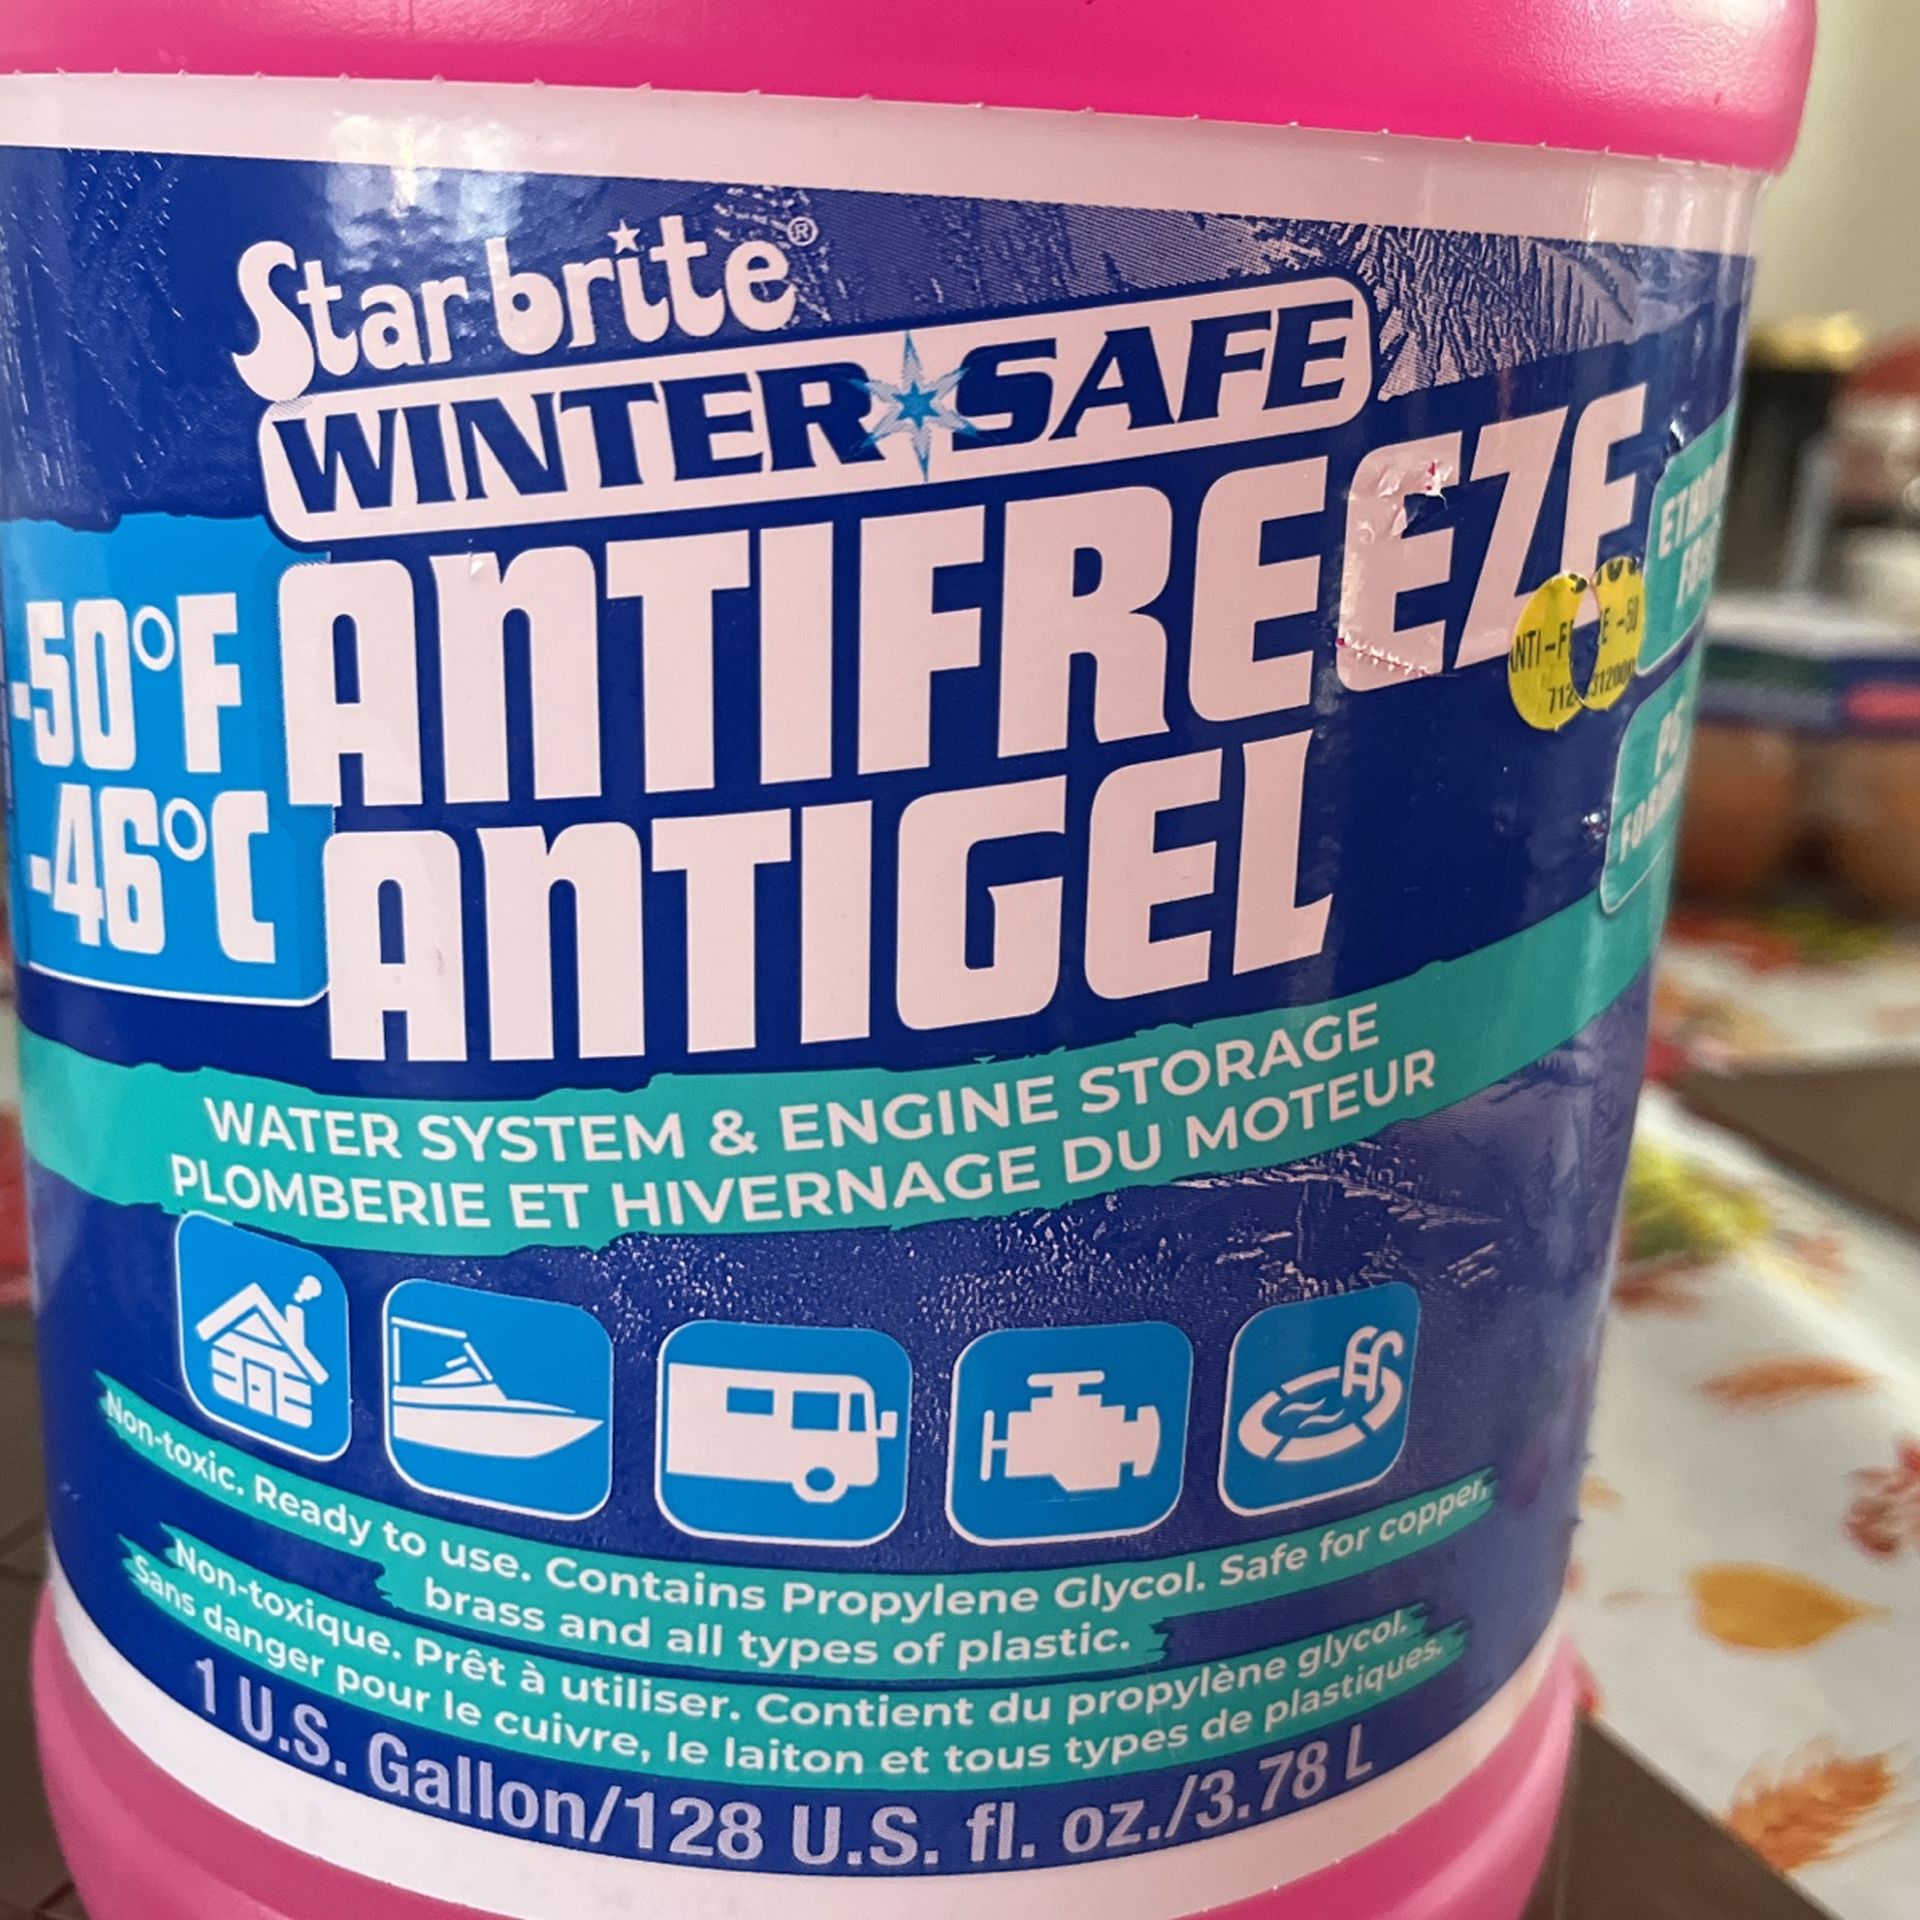 Star brite®
WINTER SAFE
ANTIFREEZE
-50°F
-46°C
ANTIGEL
WATER SYSTEM & ENGINE STORAGE
PLOMBERIE ET HIVERNAGE DU MOTEUR
Non-toxic. Ready to use. Contains Propylene Glycol. Safe for copper,
brass and all types of plastic.
Non-toxique. Prêt à utiliser. Contient du propylène glycol.
Sans danger pour le cuivre, le laiton et tous types de plastiques.
1 U.S. Gallon/128 U.S. fl. oz./3.78 L